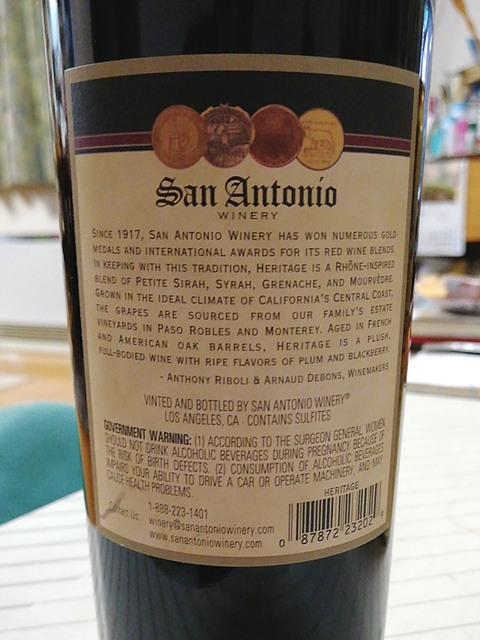 San Antonio
WINERY
SINCE 1917, SAN ANTONIO WINERY HAS WON NUMEROUS GOLD
MEDALS AND INTERNATIONAL AWARDS FOR ITS RED WINE BLENDS.
IN KEEPING WITH THIS TRADITION, HERITAGE IS A RHÔNE-INSPIRED
BLEND OF PETITE SIRAH, SYRAH, GRENACHE, AND MOURVÈDRE.
GROWN IN THE IDEAL CLIMATE OF CALIFORNIA'S CENTRAL COAST,
THE GRAPES ARE SOURCED FROM OUR FAMILY'S ESTATE
VINEYARDS IN PASO ROBLES AND MONTEREY. AGED IN FRENCH
AND AMERICAN OAK BARRELS, HERITAGE IS A PLUSH,
FULL-BODIED WINE WITH RIPE FLAVORS OF PLUM AND BLACKBERRY.
- ANTHONY RIBOLI & ARNAUD DEBONS, WINEMAKERS
VINTED AND BOTTLED BY SAN ANTONIO WINERY®
LOS ANGELES, CA · CONTAINS SULFITES
GOVERNMENT WARNING: (1) ACCORDING TO THE SURGEON GENERAL, WOMEN
SHOULD NOT DRINK ALCOHOLIC BEVERAGES DURING PREGNANCY BECAUSE OF
THE RISK OF BIRTH DEFECTS. (2) CONSUMPTION OF ALCOHOLIC BEVERAGES
IMPAIRS YOUR ABILITY TO DRIVE A CAR OR OPERATE MACHINERY, AND MAY
CAUSE HEALTH PROBLEMS.
HERITAGE
Contact Us: 1-888-223-1401
winery@sanantoniowinery.com
www.sanantoniowinery.com
0 87872 23202 9